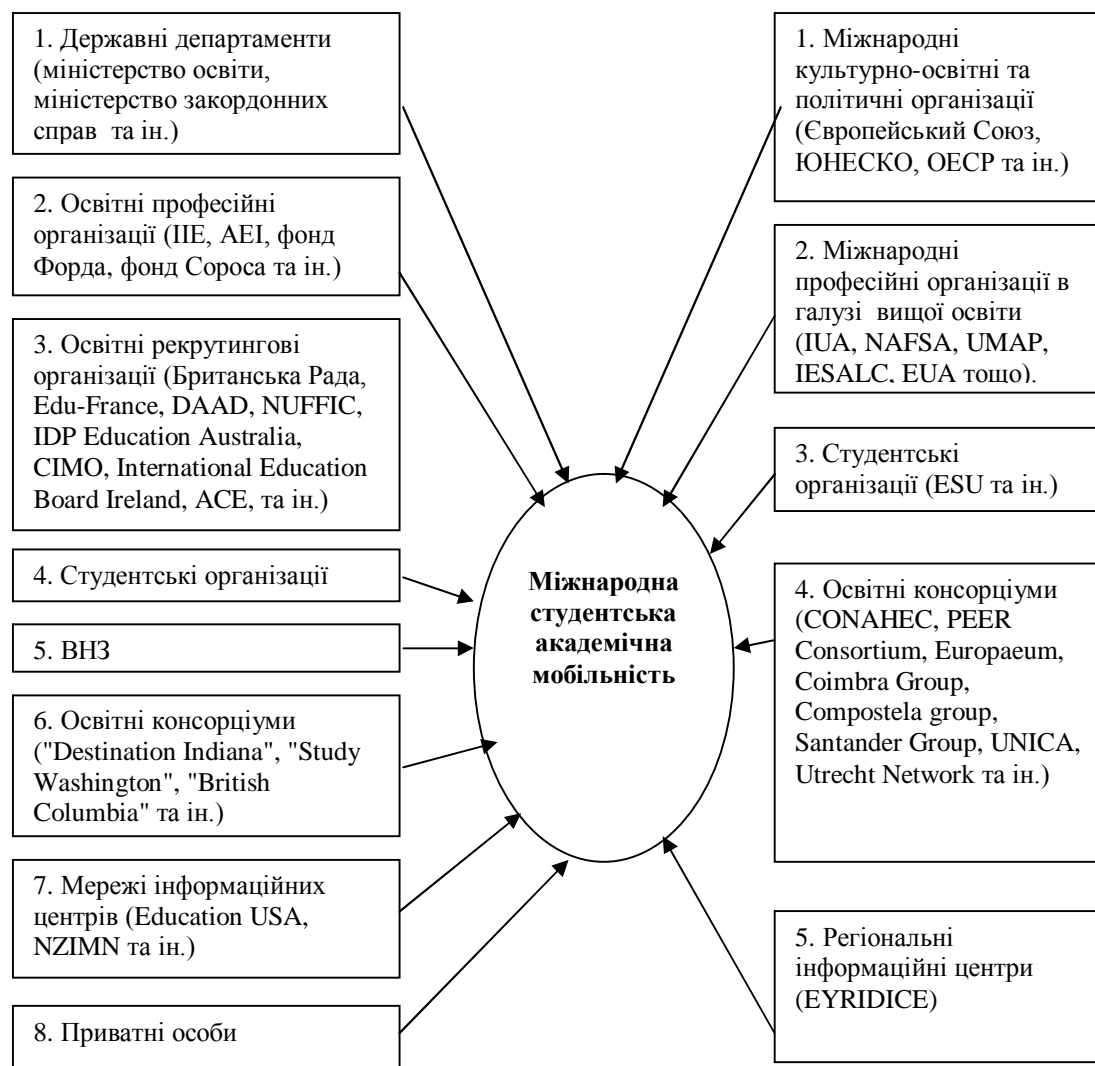 1. Державні департаменти
(міністерство освіти,
міністерство закордонних
справ та ін.)
2. Освітні професійні
організації (IIE, AEI, фонд
Форда, фонд Сороса та ін.)
3. Освітні рекрутингові
організації (Британська Рада,
Edu-France, DAAD, NUFFIC,
IDP Education Australia,
CIMO, International Education
Board Ireland, ACE, та ін.)
4. Студентські організації
5. ВНЗ
6. Освітні консорціуми
("Destination Indiana", "Study
Washington", "British
Columbia" та ін.)
7. Мережі інформаційних
центрів (Education USA,
NZIMN та ін.)
8. Приватні особи
Міжнародна
студентська
академічна
мобільність
1. Міжнародні
культурно-освітні та
політичні організації
(Європейський Союз,
ЮНЕСКО, ОЕСР та ін.)
2. Міжнародні
професійні організації в
галузі вищої освіти
(IUA, NAFSA, UMAP,
IESALC, EUA тощо).
3. Студентські
організації (ESU та ін.)
4. Освітні консорціуми
(CONAHEC, PEER
Consortium, Europaeum,
Coimbra Group,
Compostela group,
Santander Group, UNICA,
Utrecht Network та ін.)
5. Регіональні
інформаційні центри
(EYRIDICE)